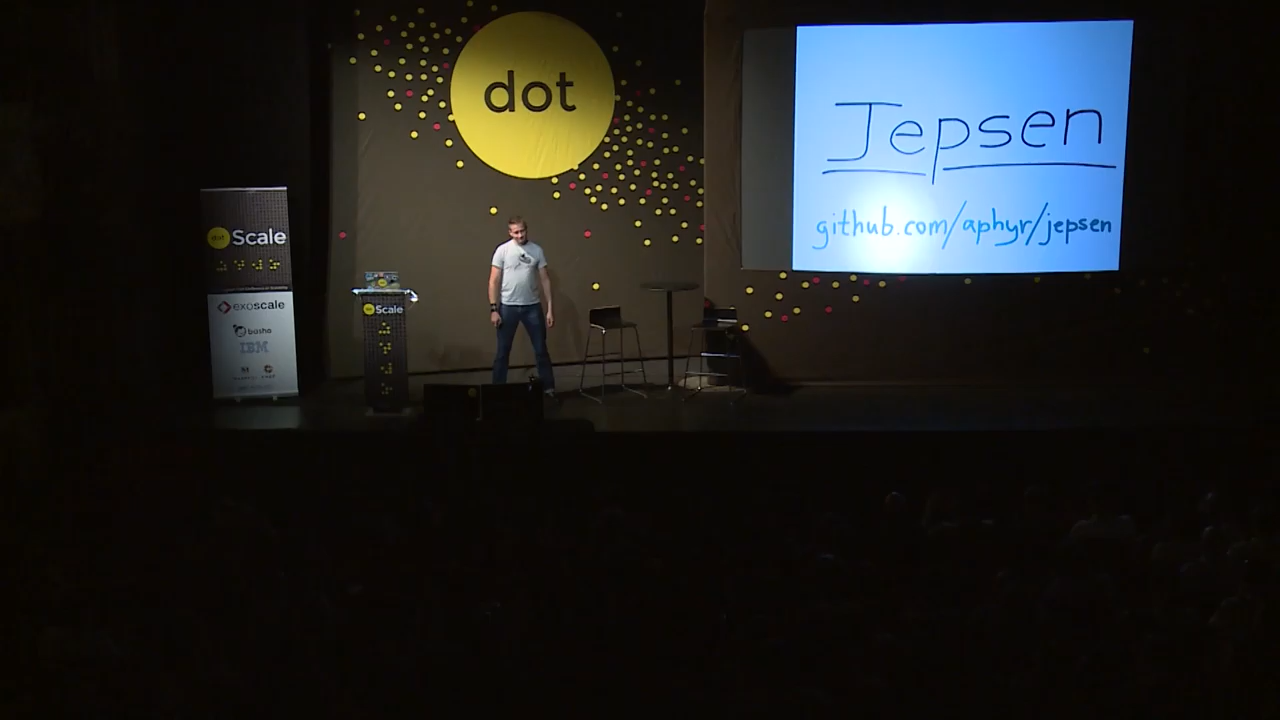 dot
Jepsen
github.com/aphyr/jepsen
dot Scale
exoscale
basho
IBM
Scale